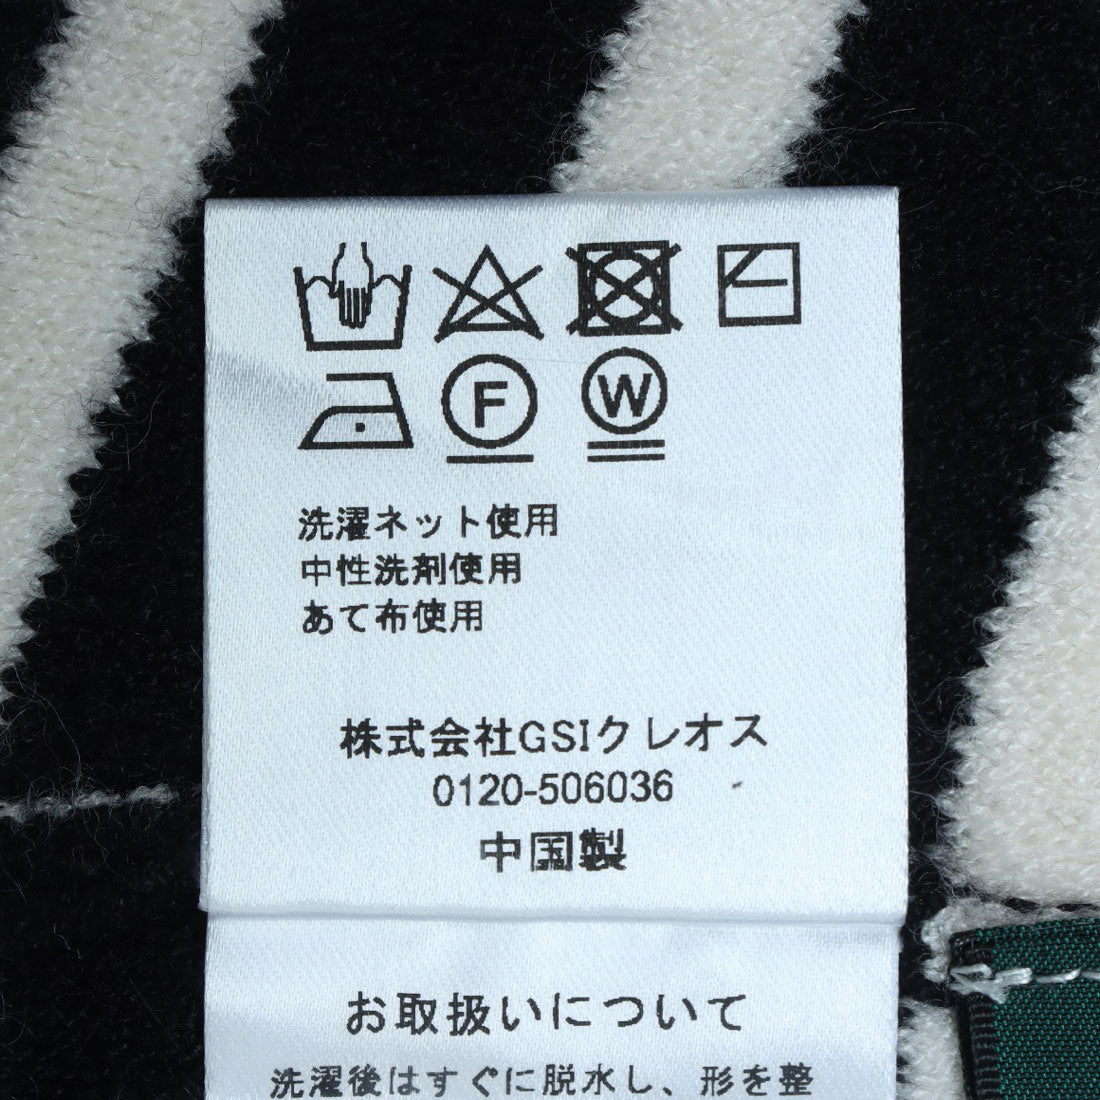 F W
洗濯ネット使用
中性洗剤使用
あて布使用
株式会社GSIクレオス
0120-506036
中国製
お取扱いについて
洗濯後はすぐに脱水し、形を整